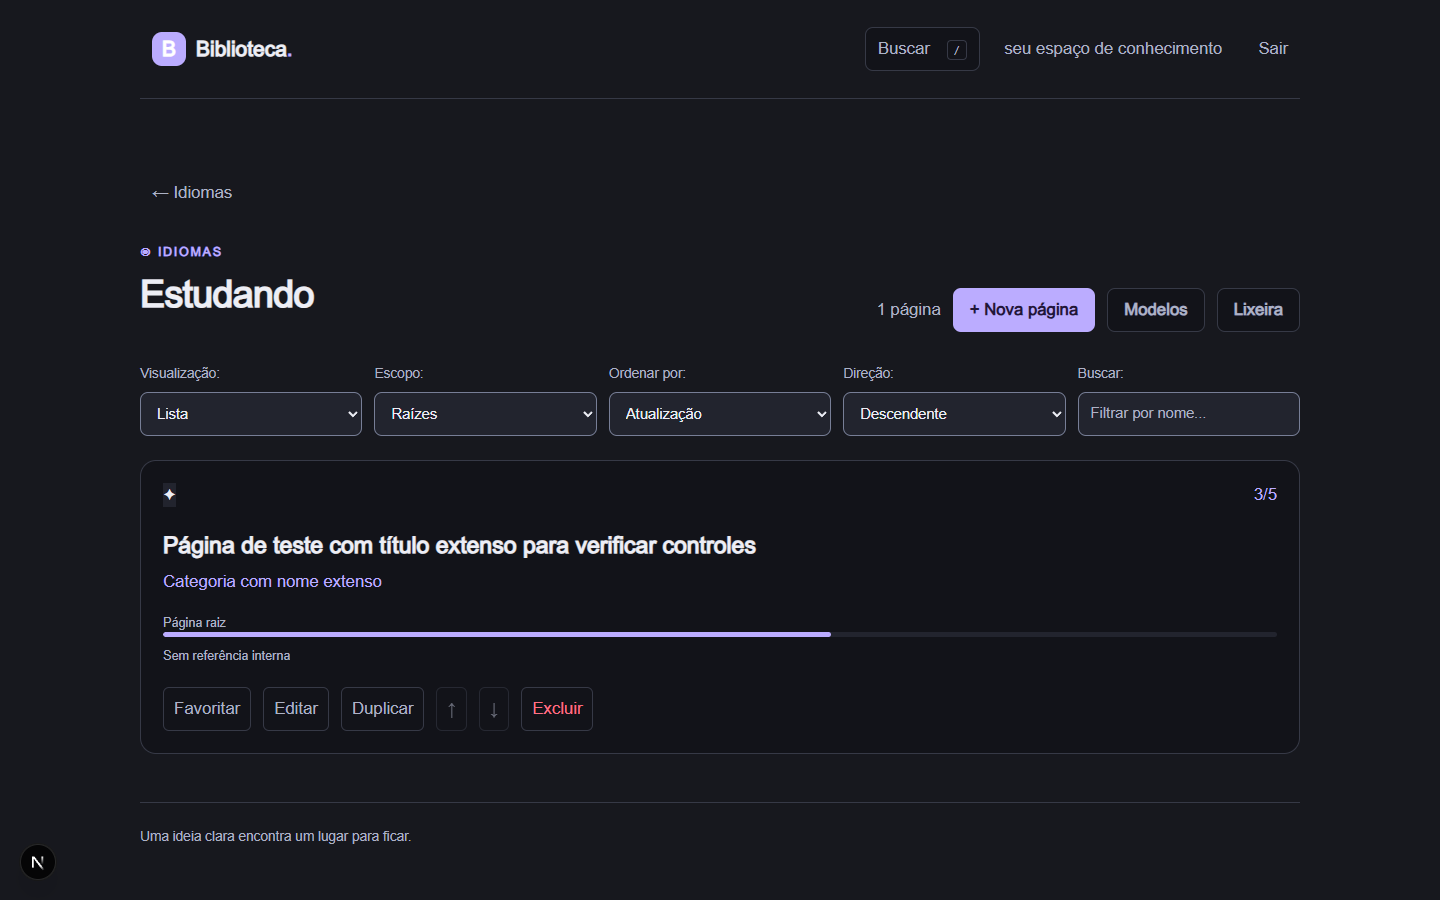 B Biblioteca.
Buscar /
seu espaço de conhecimento
Sair
← Idiomas
IDIOMAS
Estudando
1 página
+ Nova página
Modelos
Lixeira
Visualização:
Escopo:
Ordenar por:
Direção:
Buscar:
Lista
Raízes
Atualização
Descendente
Filtrar por nome...
✦
3/5
Página de teste com título extenso para verificar controles
Categoria com nome extenso
Página raiz
Sem referência interna
Favoritar
Editar
Duplicar
↑
↓
Excluir
Uma ideia clara encontra um lugar para ficar.
N